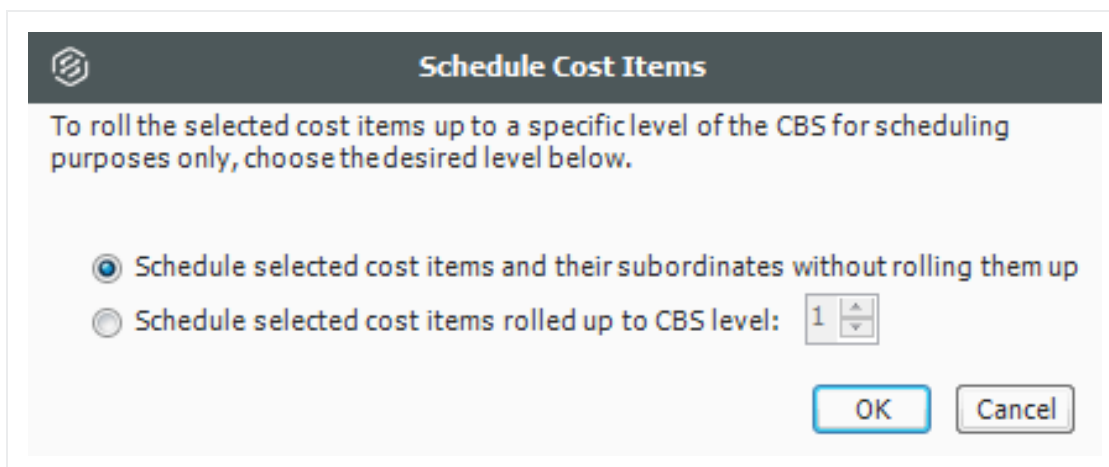 Schedule Cost Items
To roll the selected cost items up to a specific level of the CBS for scheduling
purposes only, choose the desired level below.
Schedule selected cost items and their subordinates without rolling them up
Schedule selected cost items rolled up to CBS level: 1
OK Cancel